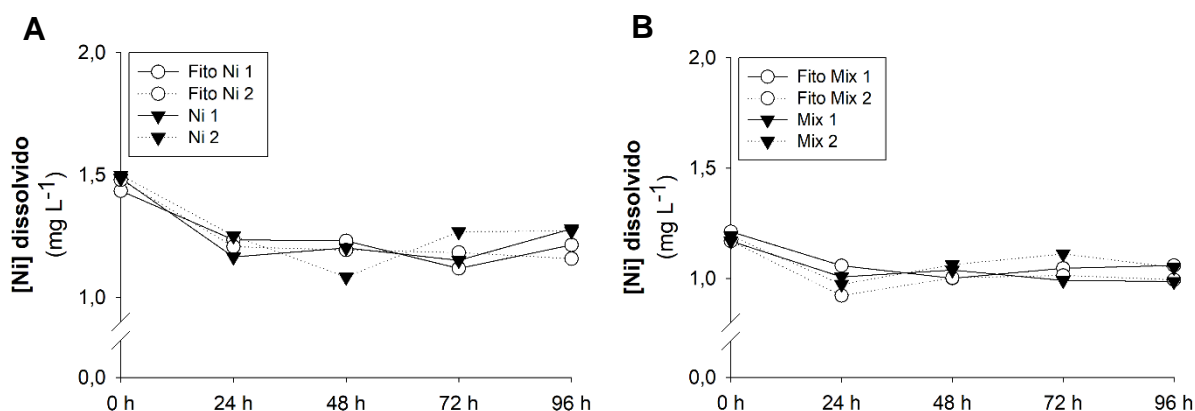 A
[Ni] dissolvido
(mg L⁻¹)
2,0
1,5
1,0
0,0
Fito Ni 1
Fito Ni 2
Ni 1
Ni 2
0 h 24 h 48 h 72 h 96 h
B
[Ni] dissolvido
(mg L⁻¹)
2,0
1,5
1,0
0,0
Fito Mix 1
Fito Mix 2
Mix 1
Mix 2
0 h 24 h 48 h 72 h 96 h